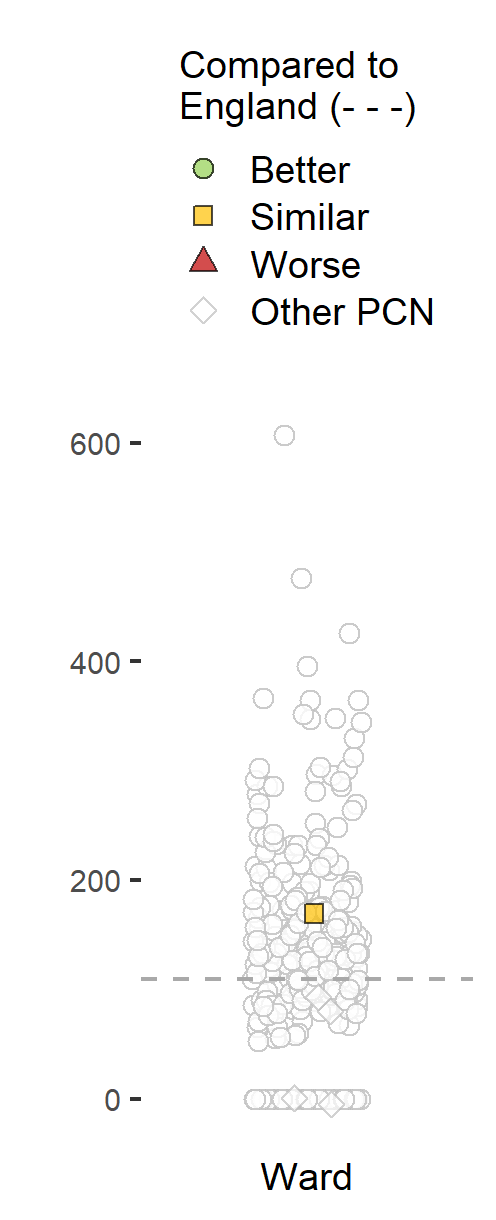 Compared to
England (- - -)
Better
Similar
Worse
Other PCN
600
400
200
0
Ward